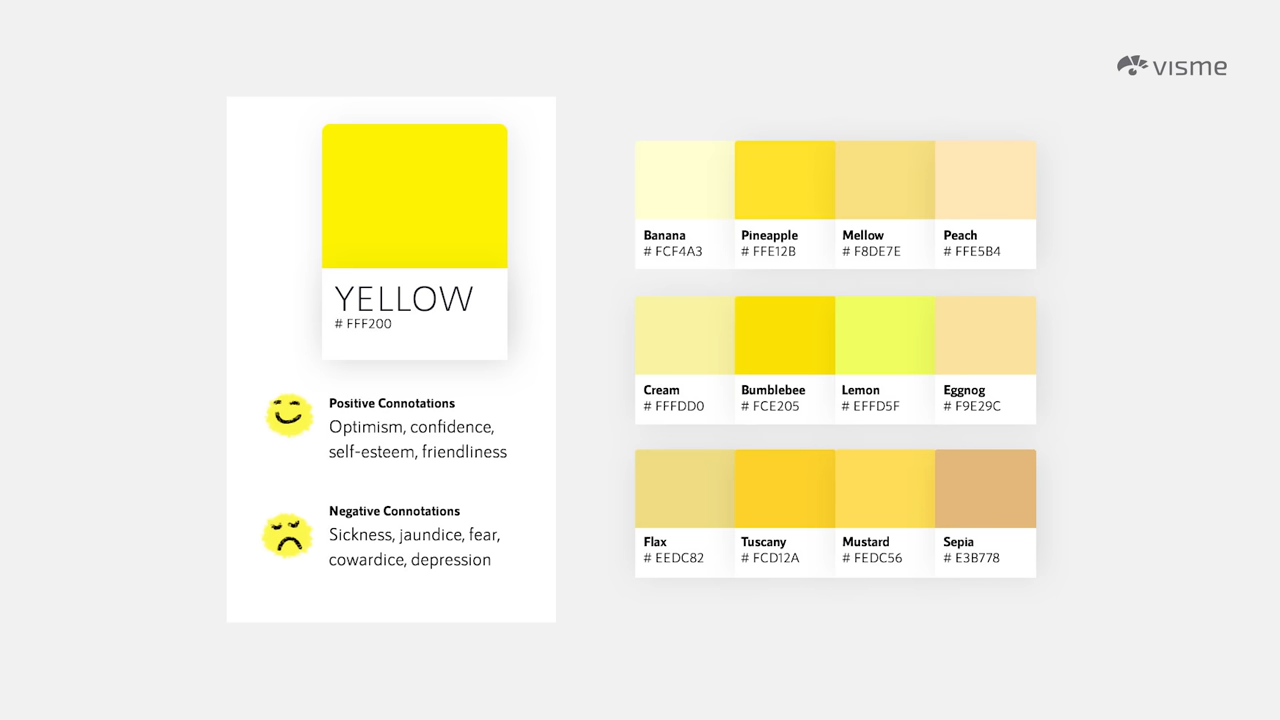 visme
YELLOW
# FFF200
Positive Connotations
Optimism, confidence,
self-esteem, friendliness
Negative Connotations
Sickness, jaundice, fear,
cowardice, depression
Banana
# FCF4A3
Pineapple
# FFE12B
Mellow
# F8DE7E
Peach
# FFE5B4
Cream
# FFFDD0
Bumblebee
# FCE205
Lemon
# EFFD5F
Eggnog
# F9E29C
Flax
# EEDC82
Tuscany
# FCD12A
Mustard
# FEDC56
Sepia
# E3B778